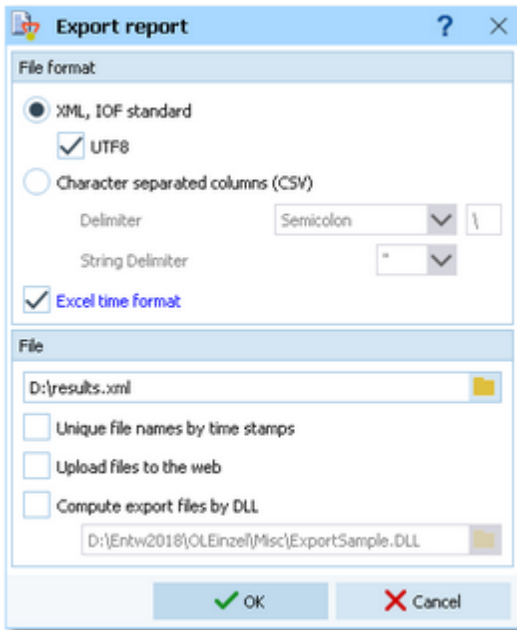 Export report ?
File format
XML, IOF standard
UTF8
Character separated columns (CSV)
Delimiter Semicolon \
String Delimiter "
Excel time format
File
D:\results.xml
Unique file names by time stamps
Upload files to the web
Compute export files by DLL
D:\Entw2018\OLEinzel\Misc\ExportSample.DLL
OK Cancel